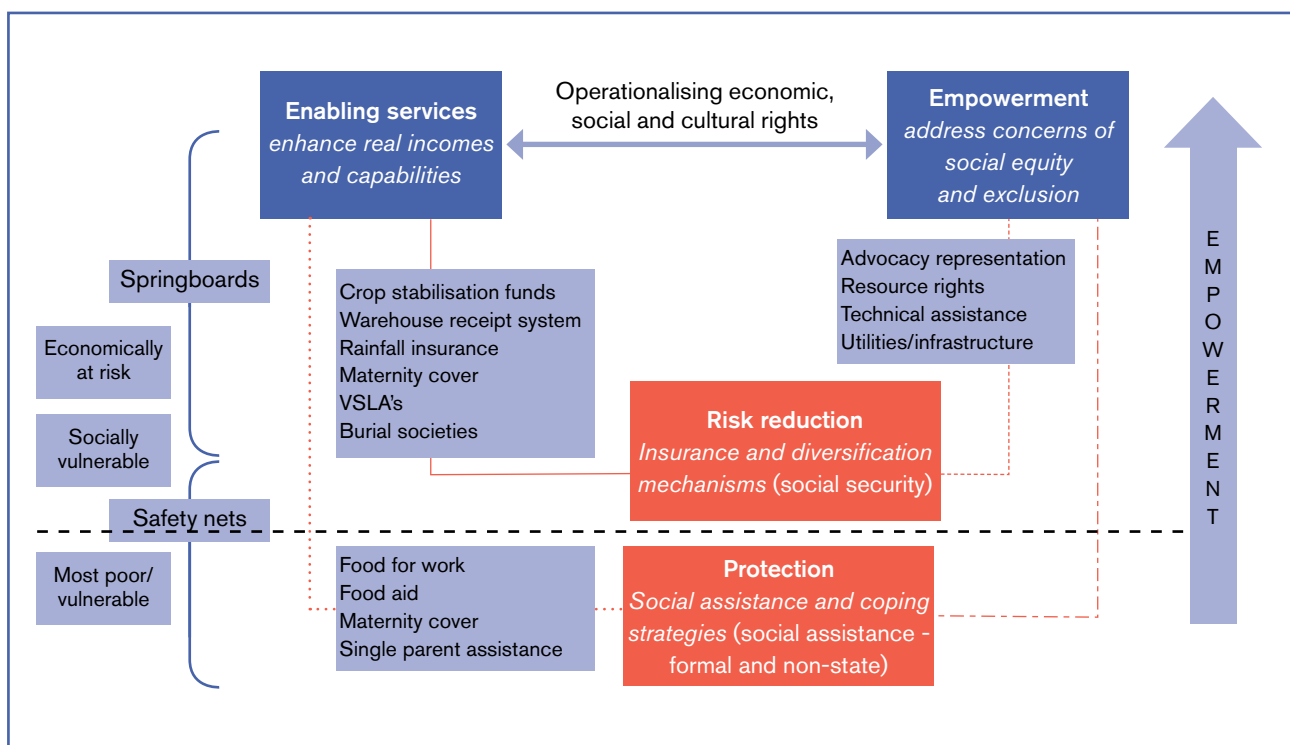 Enabling services
enhance real incomes
and capabilities
Operationalising economic,
social and cultural rights
Empowerment
address concerns of
social equity
and exclusion
Springboards
Economically
at risk
Socially
vulnerable
Safety nets
Most poor/
vulnerable
Crop stabilisation funds
Warehouse receipt system
Rainfall insurance
Maternity cover
VSLA's
Burial societies
Advocacy representation
Resource rights
Technical assistance
Utilities/infrastructure
Risk reduction
Insurance and diversification
mechanisms (social security)
Food for work
Food aid
Maternity cover
Single parent assistance
Protection
Social assistance and coping
strategies (social assistance -
formal and non-state)
EMPOWERMENT